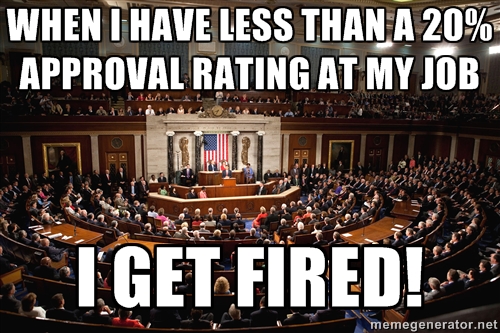 WHEN I HAVE LESS THAN A 20%
APPROVAL RATING AT MY JOB
I GET FIRED!
memegenerator.net